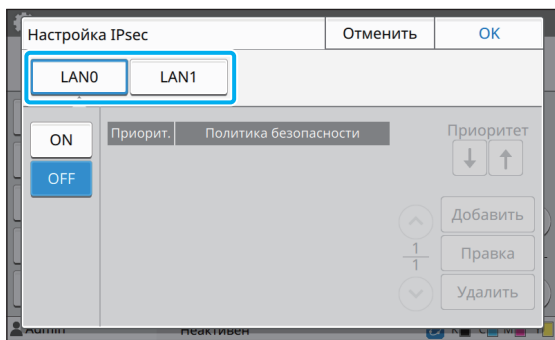 Настройка IPsec Отменить OK
LAN0 LAN1
ON
OFF
Приорит. Политика безопасности
Приоритет
Добавить
1
1
Правка
Удалить
Admin Неактивен K C M Y